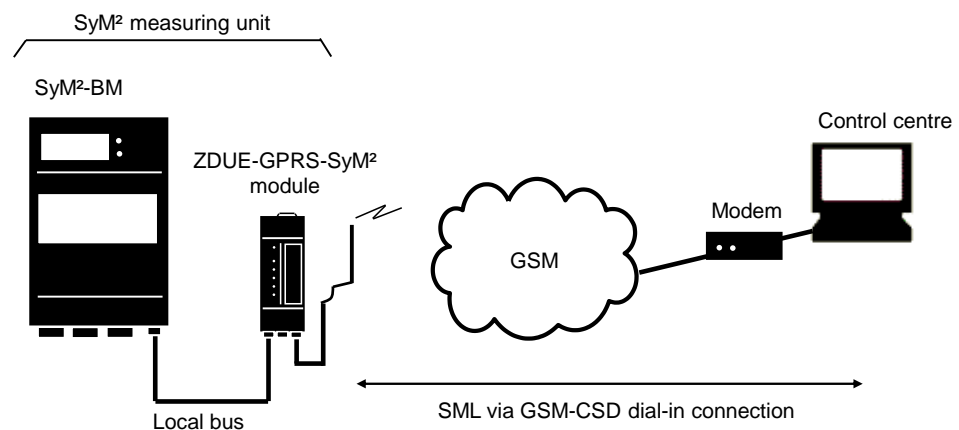 SyM² measuring unit
SyM²-BM
ZDUE-GPRS-SyM²
module
Control centre
Modem
GSM
SML via GSM-CSD dial-in connection
Local bus